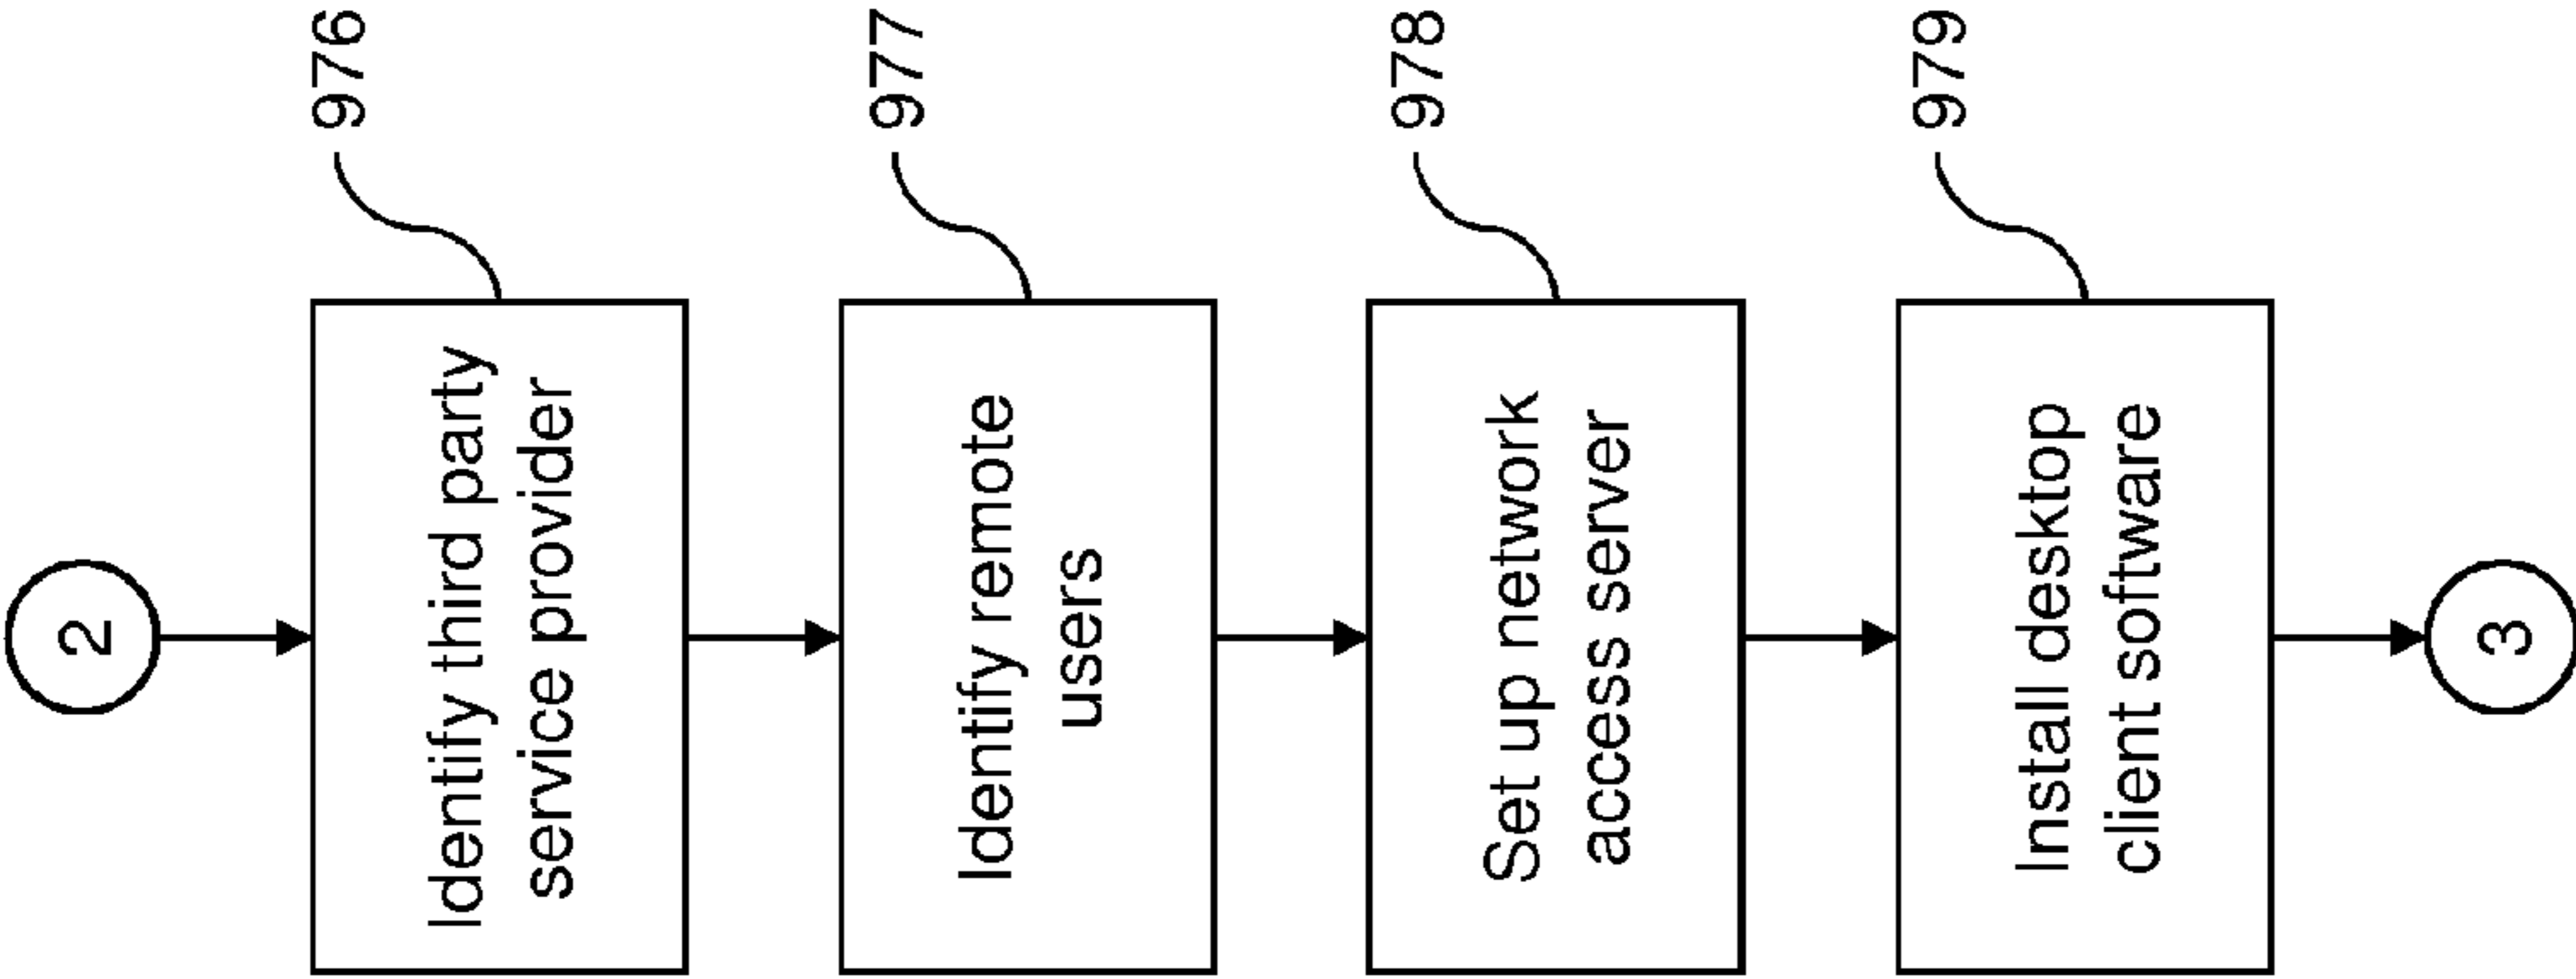 2
976
Identify third party
service provider
977
Identify remote
users
978
Set up network
access server
979
Install desktop
client software
3